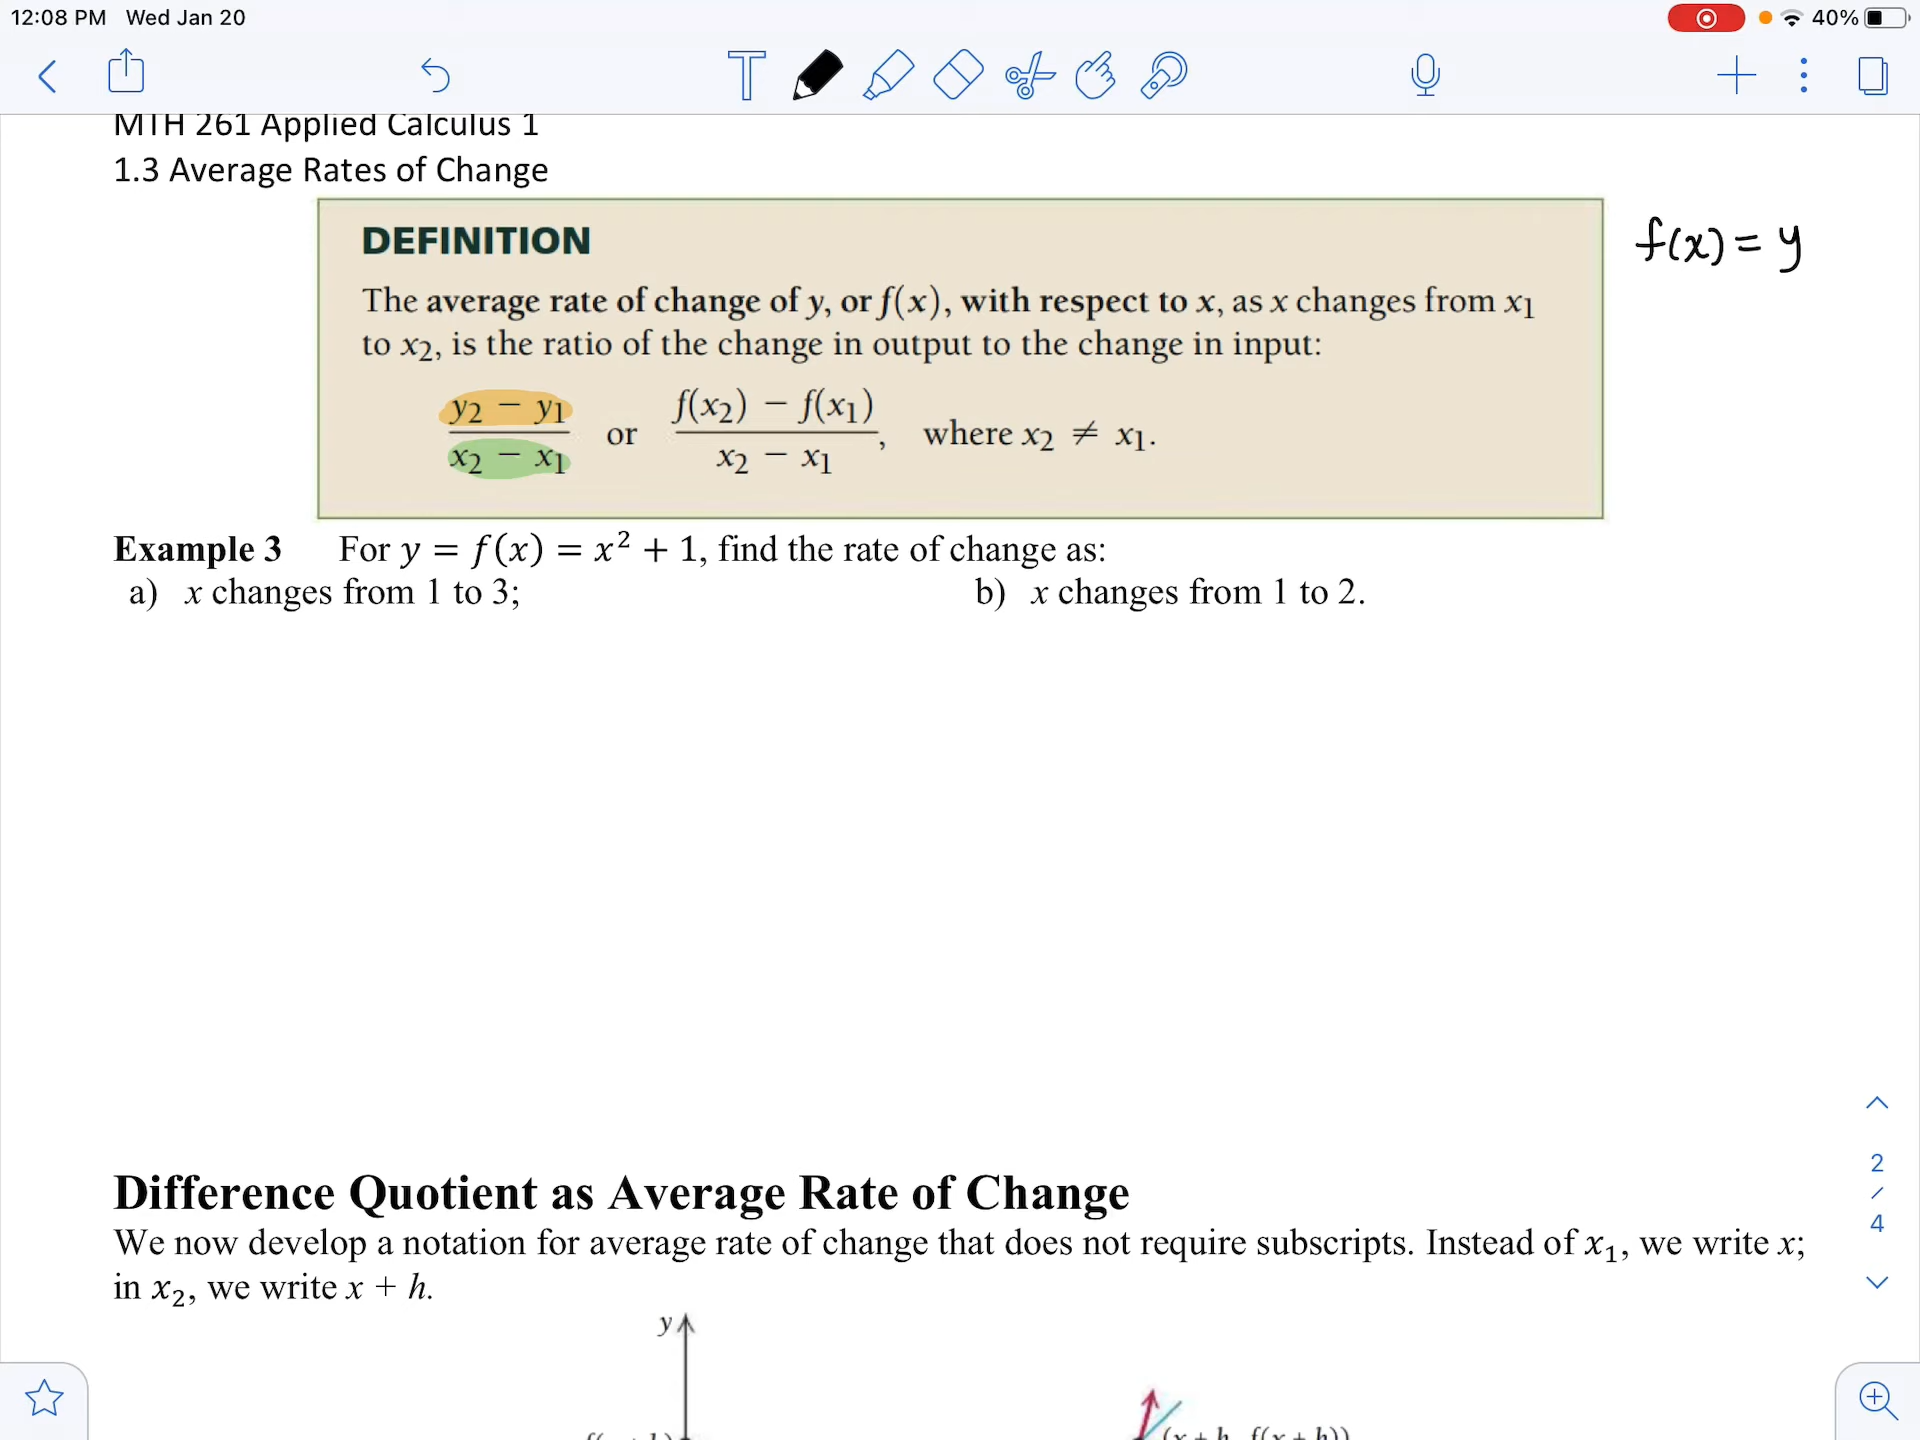 12:08 PM Wed Jan 20 40%
T
MTH 261 Applied Calculus 1
1.3 Average Rates of Change
DEFINITION
f(x) = y
The average rate of change of y, or f(x), with respect to x, as x changes from x₁
to x₂, is the ratio of the change in output to the change in input:
y₂ − y₁ / x₂ − x₁ or f(x₂) − f(x₁) / x₂ − x₁, where x₂ ≠ x₁.
Example 3 For y = f(x) = x² + 1, find the rate of change as:
a) x changes from 1 to 3; b) x changes from 1 to 2.
2
/
4
Difference Quotient as Average Rate of Change
We now develop a notation for average rate of change that does not require subscripts. Instead of x₁, we write x;
in x₂, we write x + h.
y
(x + h, f(x + h))